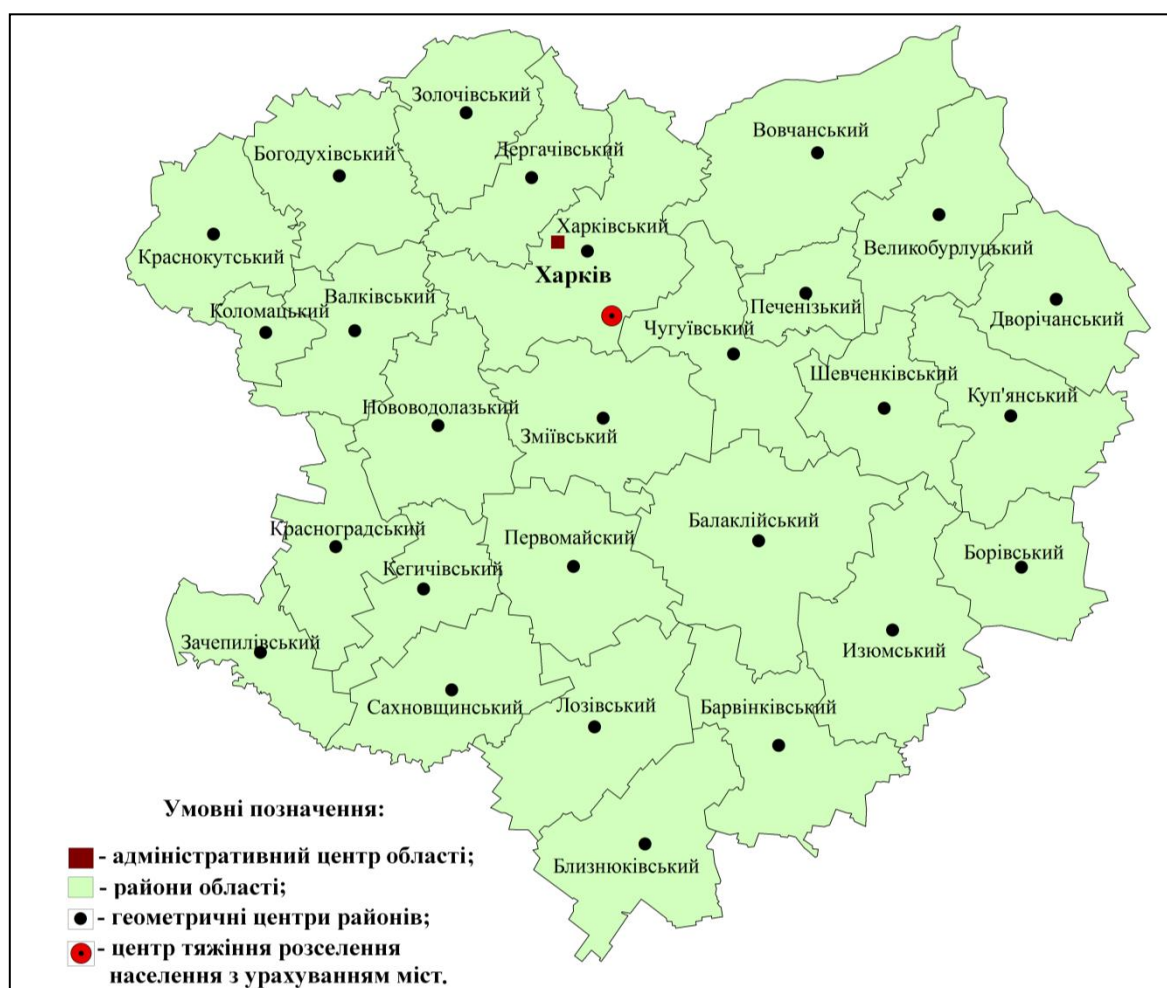 Золочівський
Вовчанський
Дергачівський
Богодухівський
Харківський
Великобурлуцький
Краснокутський
Харків
Валківський
Печенізький
Коломацький
Дворічанський
Чугуївський
Шевченківський
Куп'янський
Нововодолазький
Зміївський
Балаклійський
Красноградський
Первомайский
Борівський
Кегичівський
Зачепилівський
Изюмський
Сахновщинський
Лозівський
Барвінківський
Близнюківський
Умовні позначення:
- адміністративний центр області;
- райони області;
- геометричні центри районів;
- центр тяжіння розселення
населення з урахуванням міст.